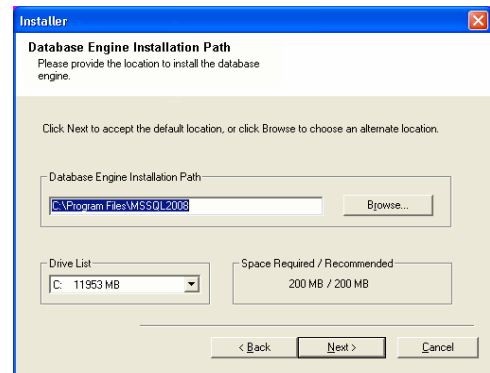 Installer
Database Engine Installation Path
Please provide the location to install the database
engine.
Click Next to accept the default location, or click Browse to choose an alternate location.
Database Engine Installation Path
C:\Program Files\MSSQL2008
Browse...
Drive List
C: 11953 MB
Space Required / Recommended
200 MB / 200 MB
< Back
Next >
Cancel